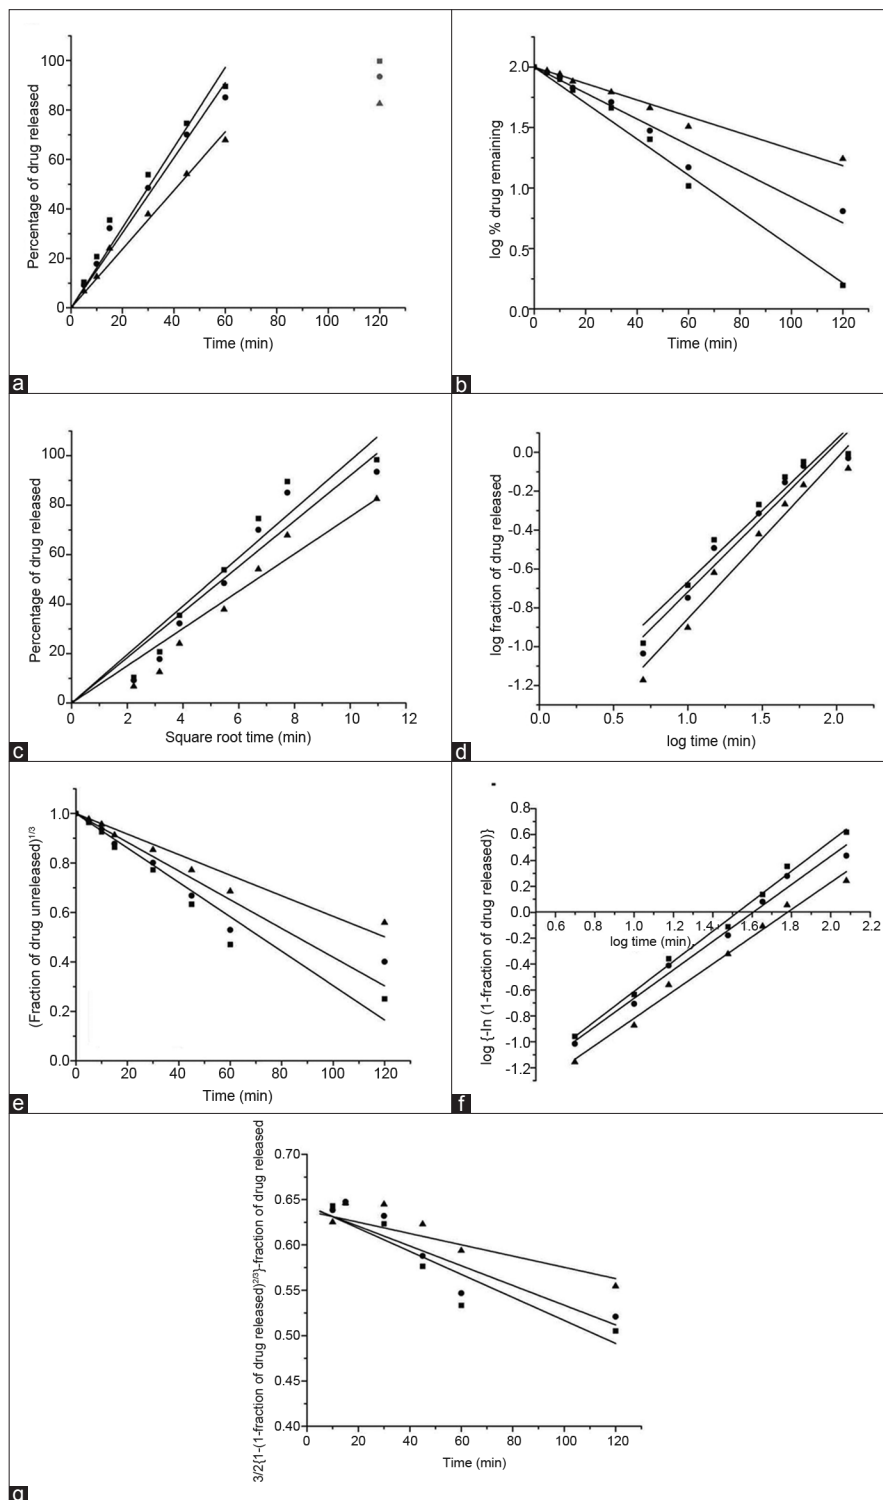 Percentage of drug released
100
80
60
40
20
0
0 20 40 60 80 100 120
Time (min)
a
log % drug remaining
2.0
1.5
1.0
0.5
0.0
0 20 40 60 80 100 120
Time (min)
b
Percentage of drug released
100
80
60
40
20
0
0 2 4 6 8 10 12
Square root time (min)
c
log fraction of drug released
0.0
-0.2
-0.4
-0.6
-0.8
-1.0
-1.2
0.0 0.5 1.0 1.5 2.0
log time (min)
d
(Fraction of drug unreleased)1/3
1.0
0.8
0.6
0.4
0.2
0.0
0 20 40 60 80 100 120
Time (min)
e
log {-ln (1-fraction of drug released)}
0.8
0.6
0.4
0.2
0.0
-0.2
-0.4
-0.6
-0.8
-1.0
-1.2
0.6 0.8 1.0 1.2 1.4 1.6 1.8 2.0 2.2
log time (min)
f
3/2{1-(1-fraction of drug released)2/3}-fraction of drug released
0.70
0.65
0.60
0.55
0.50
0.45
0.40
0 20 40 60 80 100 120
Time (min)
g